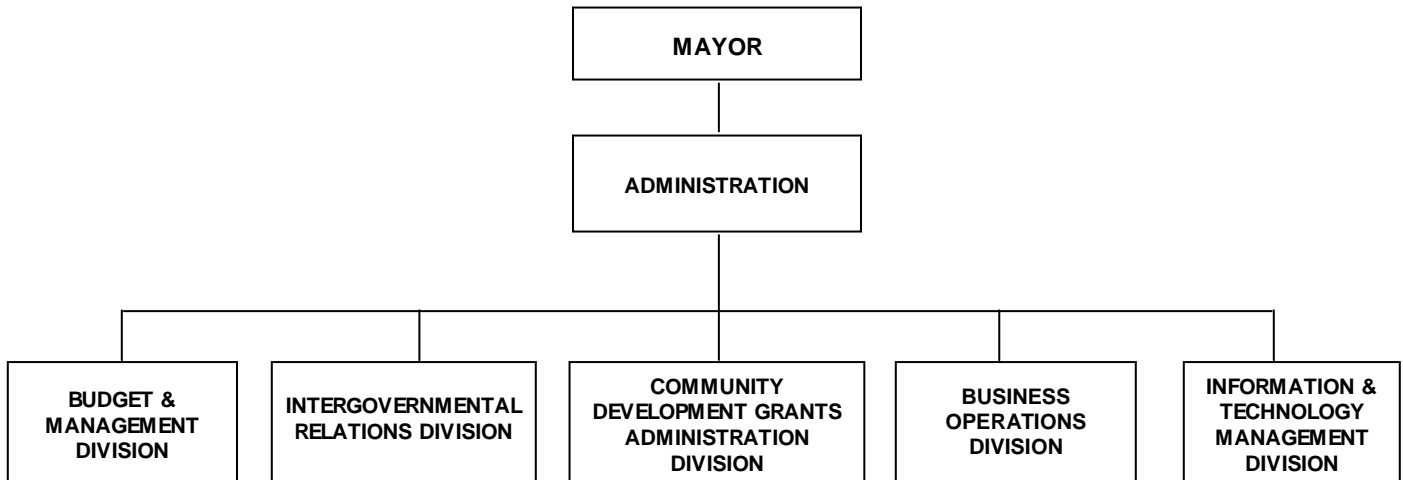 MAYOR
ADMINISTRATION
BUDGET &
MANAGEMENT
DIVISION
INTERGOVERNMENTAL
RELATIONS DIVISION
COMMUNITY
DEVELOPMENT GRANTS
ADMINISTRATION
DIVISION
BUSINESS
OPERATIONS
DIVISION
INFORMATION &
TECHNOLOGY
MANAGEMENT
DIVISION